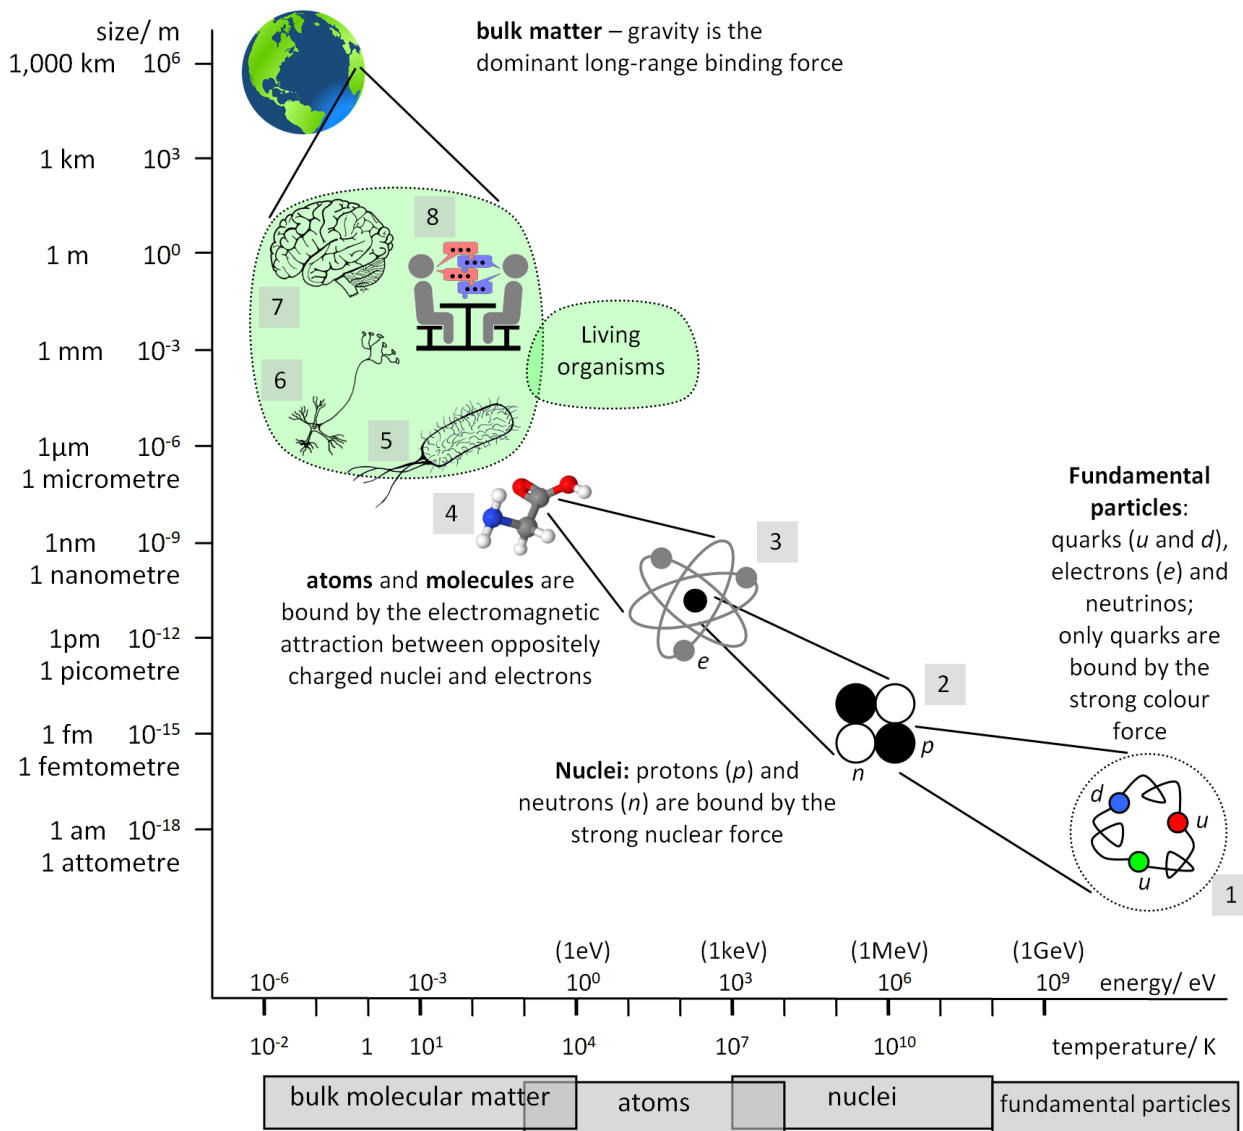 size/ m
1,000 km 10⁶
bulk matter – gravity is the
dominant long-range binding force
1 km 10³
8
1 m 10⁰
7
Living
organisms
1 mm 10⁻³
6
5
1μm 10⁻⁶
1 micrometre
4
Fundamental
particles:
quarks (u and d),
electrons (e) and
neutrinos;
only quarks are
bound by the
strong colour
force
3
1nm 10⁻⁹
1 nanometre
atoms and molecules are
bound by the electromagnetic
attraction between oppositely
charged nuclei and electrons
e
1pm 10⁻¹²
1 picometre
2
1 fm 10⁻¹⁵
1 femtometre
p
n
Nuclei: protons (p) and
neutrons (n) are bound by the
strong nuclear force
d
u
u
1
1 am 10⁻¹⁸
1 attometre
(1eV) (1keV) (1MeV) (1GeV)
10⁻⁶ 10⁻³ 10⁰ 10³ 10⁶ 10⁹ energy/ eV
10⁻² 1 10¹ 10⁴ 10⁷ 10¹⁰ temperature/ K
bulk molecular matter atoms nuclei fundamental particles